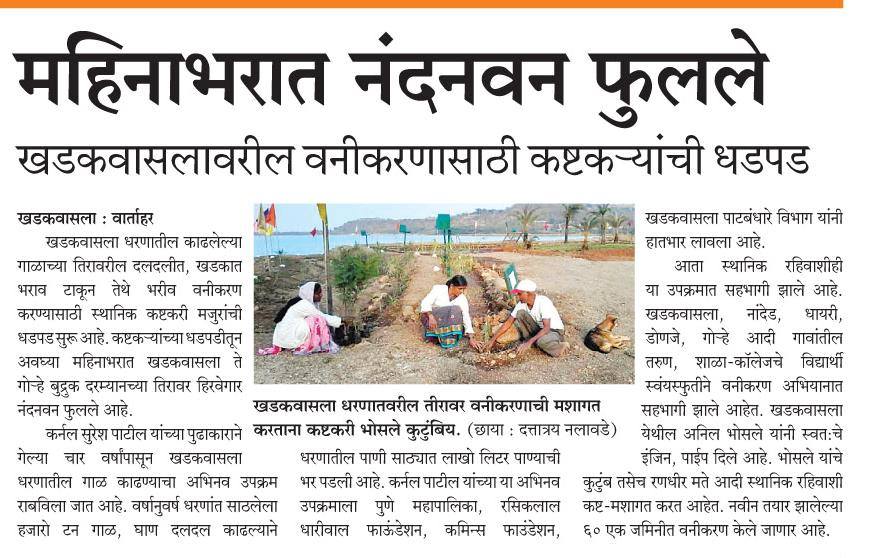 महिनाभरात नंदनवन फुलले
खडकवासलावरील वनीकरणासाठी कष्टकऱ्यांची धडपड
खडकवासला : वार्ताहर
खडकवासला धरणातील काढलेल्या
गाळाच्या तिरावरील दलदलीत, खडकात
भराव टाकून तेथे भरीव वनीकरण
करण्यासाठी स्थानिक कष्टकरी मजुरांची
धडपड सुरू आहे. कष्टकऱ्यांच्या धडपडीतून
अवघ्या महिनाभरात खडकवासला ते
गोऱ्हे बुद्रुक दरम्यानच्या तिरावर हिरवेगार
नंदनवन फुलले आहे.
कर्नल सुरेश पाटील यांच्या पुढाकाराने
गेल्या चार वर्षांपासून खडकवासला
धरणातील गाळ काढण्याचा अभिनव उपक्रम
राबविला जात आहे. वर्षानुवर्ष धरणांत साठलेला
हजारो टन गाळ, घाण दलदल काढल्याने
खडकवासला धरणातवरील तीरावर वनीकरणाची मशागत
करताना कष्टकरी भोसले कुटुंबिय. (छाया : दत्तात्रय नलावडे)
धरणातील पाणी साठ्यात लाखो लिटर पाण्याची
भर पडली आहे. कर्नल पाटील यांच्या या अभिनव
उपक्रमाला पुणे महापालिका, रसिकलाल
धारीवाल फाऊंडेशन, कमिन्स फाउंडेशन,
खडकवासला पाटबंधारे विभाग यांनी
हातभार लावला आहे.
आता स्थानिक रहिवाशीही
या उपक्रमात सहभागी झाले आहे.
खडकवासला, नांदेड, धायरी,
डोणजे, गोऱ्हे आदी गावांतील
तरुण, शाळा-कॉलेजचे विद्यार्थी
स्वंयस्फुतीने वनीकरण अभियानात
सहभागी झाले आहेत. खडकवासला
येथील अनिल भोसले यांनी स्वतःचे
इंजिन, पाईप दिले आहे. भोसले यांचे
कुटुंब तसेच रणधीर मते आदी स्थानिक रहिवाशी
कष्ट-मशागत करत आहेत. नवीन तयार झालेल्या
६० एक जमिनीत वनीकरण केले जाणार आहे.